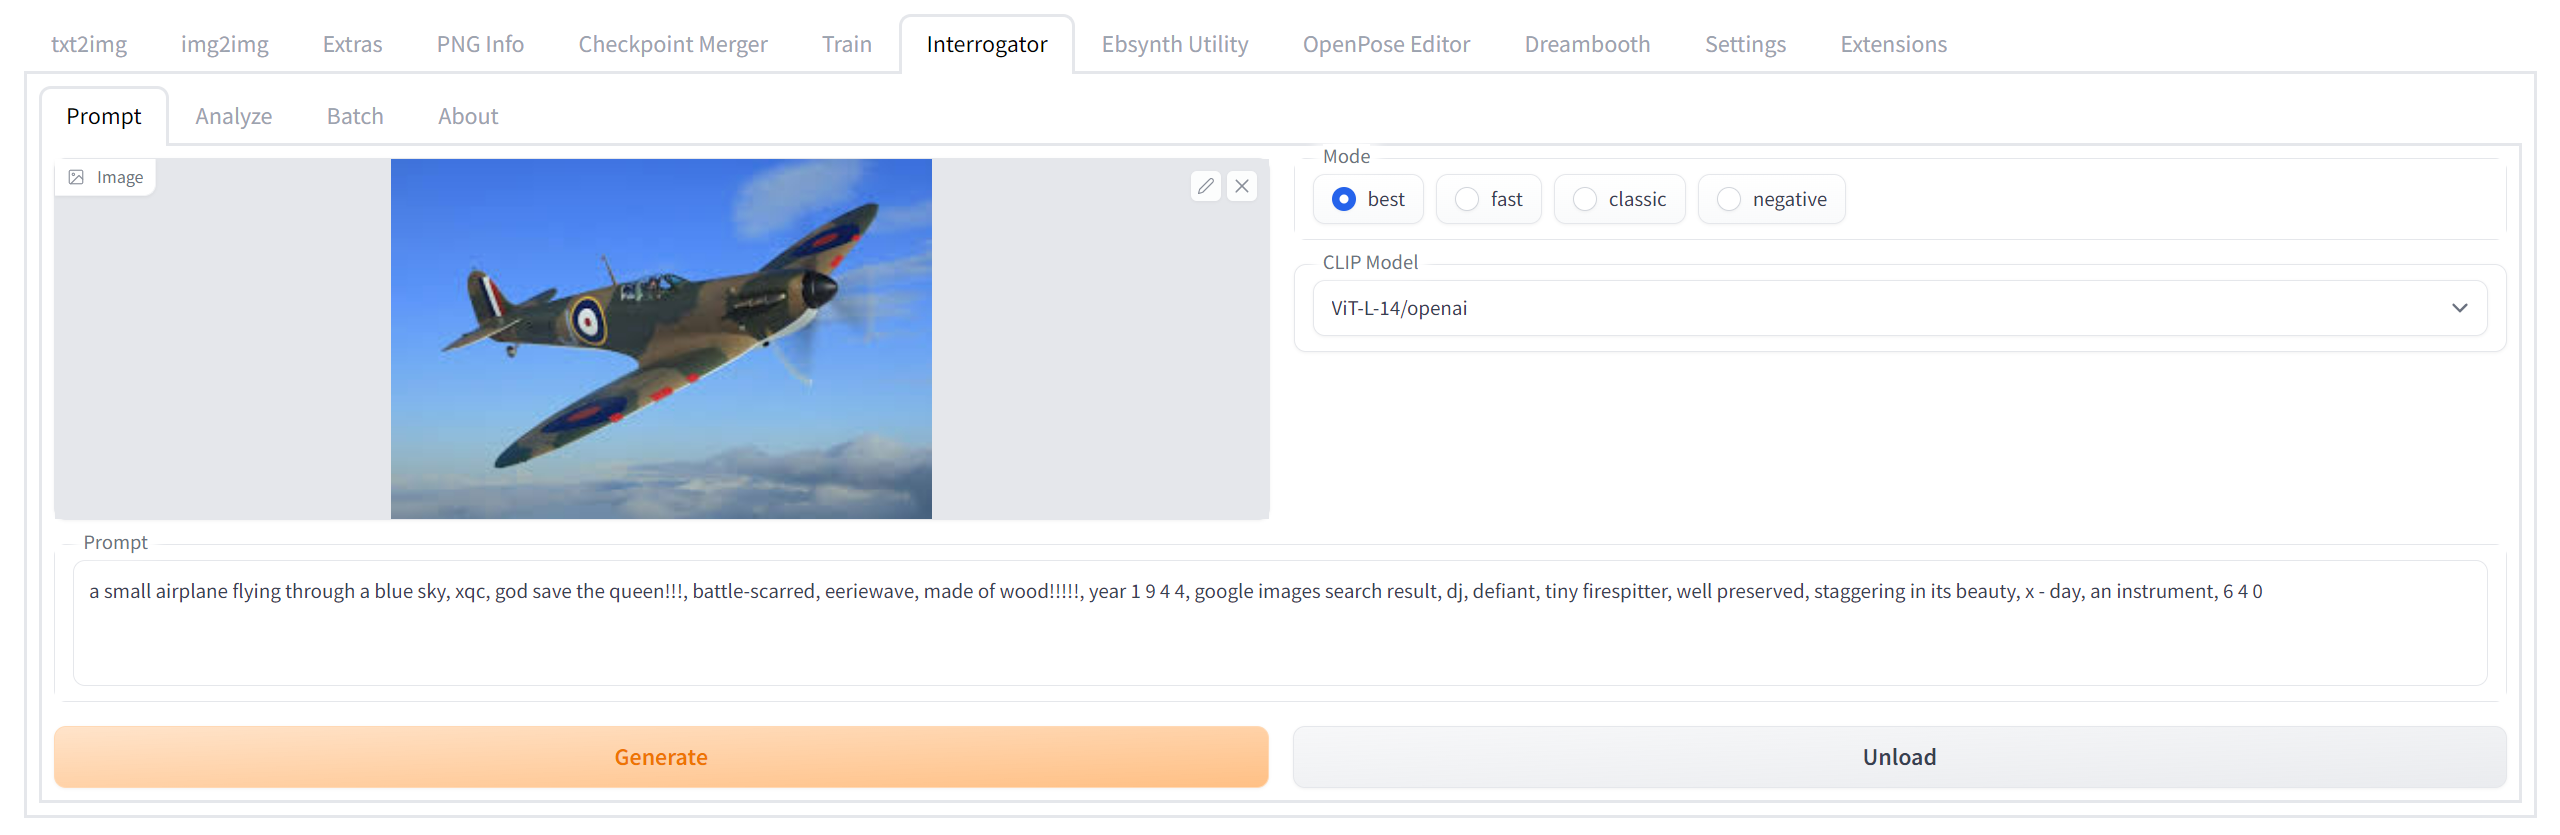 txt2img img2img Extras PNG Info Checkpoint Merger Train Interrogator Ebsynth Utility OpenPose Editor Dreambooth Settings Extensions
Prompt Analyze Batch About
Image
Mode
best fast classic negative
CLIP Model
ViT-L-14/openai
Prompt
a small airplane flying through a blue sky, xqc, god save the queen!!!, battle-scarred, eeriewave, made of wood!!!!!, year 1 9 4 4, google images search result, dj, defiant, tiny firespitter, well preserved, staggering in its beauty, x - day, an instrument, 6 4 0
Generate Unload